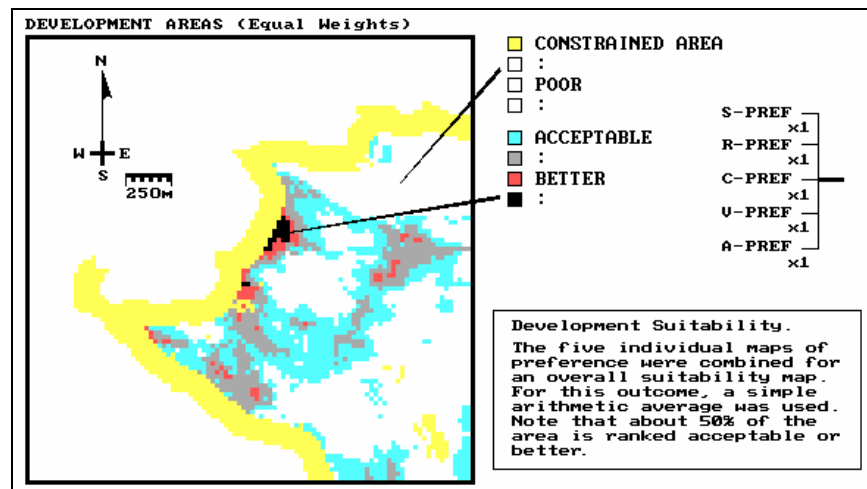 DEVELOPMENT AREAS (Equal Weights)
N
W E
S
250M
CONSTRAINED AREA
:
POOR
:
ACCEPTABLE
:
BETTER
:
S-PREF
x1
R-PREF
x1
C-PREF
x1
V-PREF
x1
A-PREF
x1
Development Suitability.
The five individual maps of
preference were combined for
an overall suitability map.
For this outcome, a simple
arithmetic average was used.
Note that about 50% of the
area is ranked acceptable or
better.